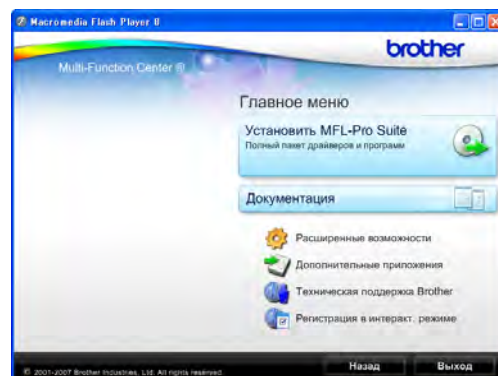 Macromedia Flash Player 8
brother
Multi-Function Center ®
Главное меню
Установить MFL-Pro Suite
Полный пакет драйверов и программ
Документация
Расширенные возможности
Дополнительные приложения
Техническая поддержка Brother
Регистрация в интеракт. режиме
© 2001-2007 Brother Industries, Ltd. All rights reserved.
Назад
Выход